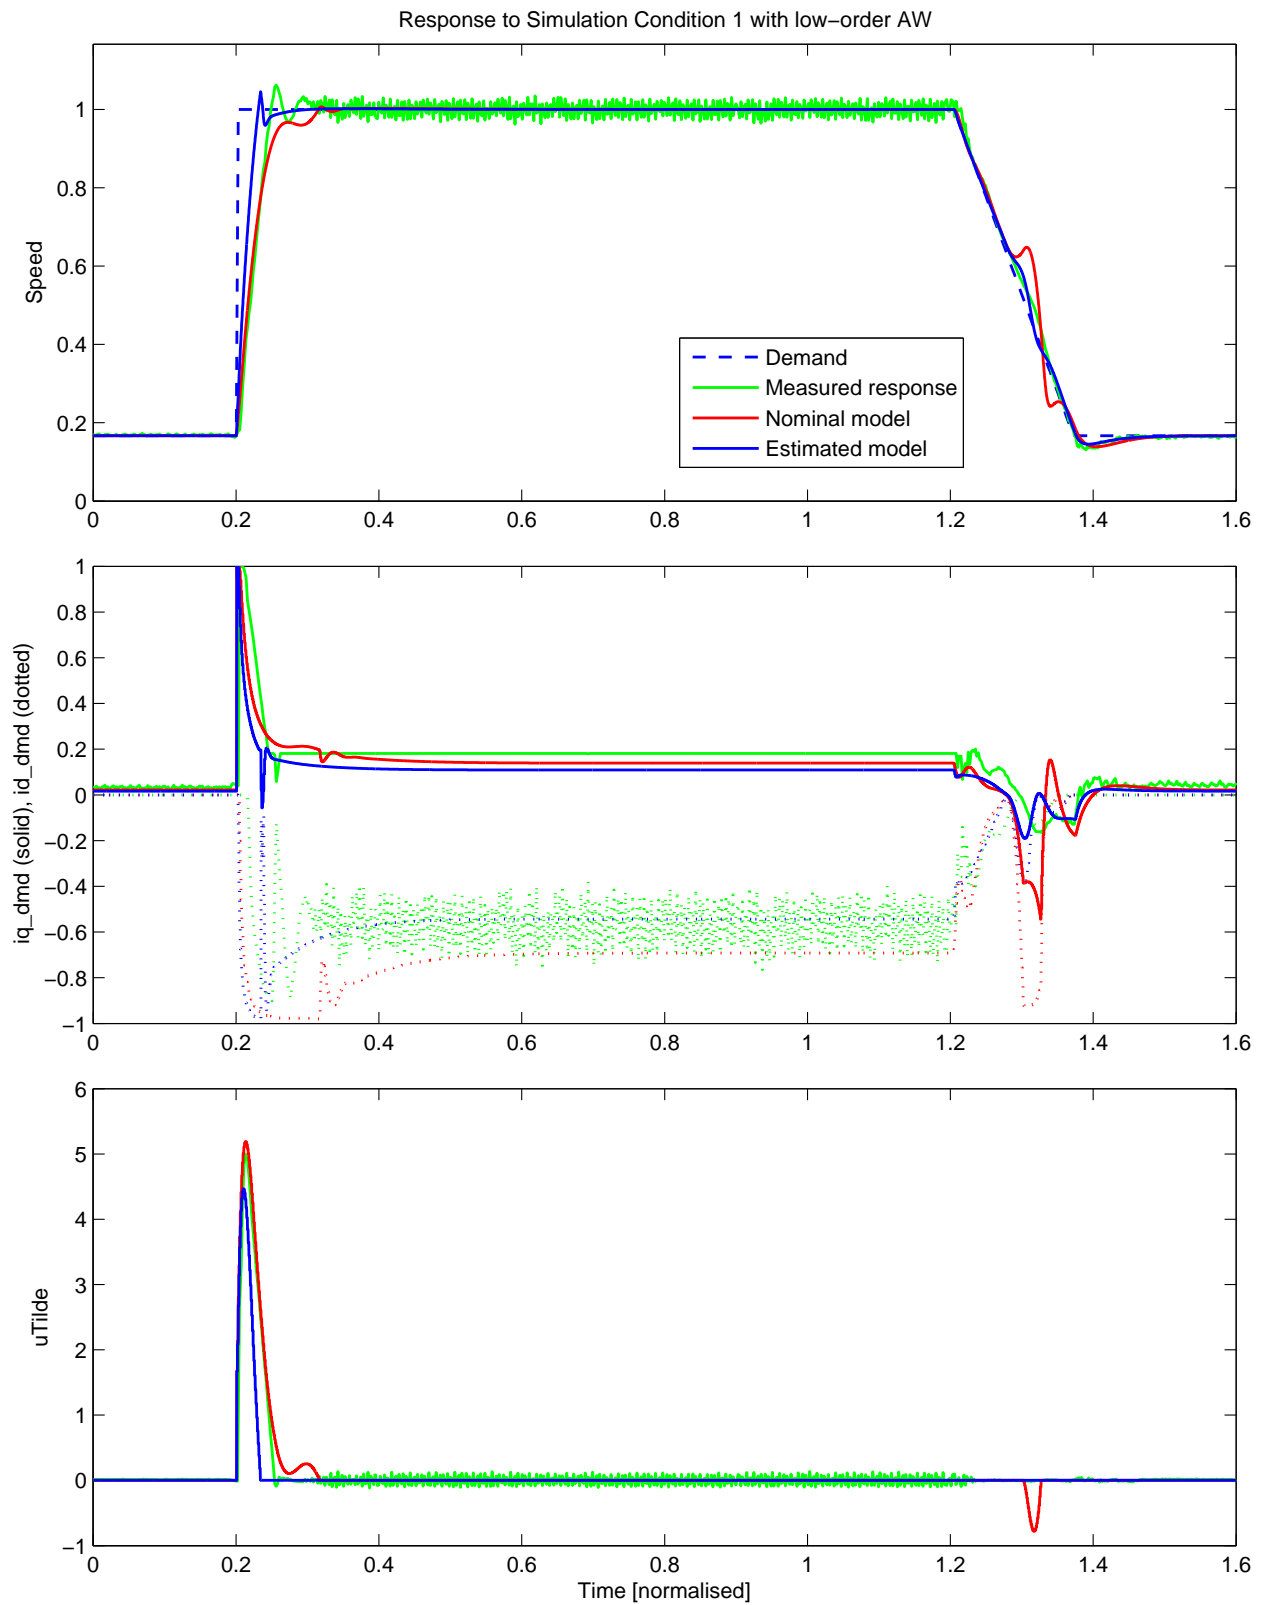 Response to Simulation Condition 1 with low−order AW
1
0.8
0.6
0.4
0.2
0
Speed
0 0.2 0.4 0.6 0.8 1 1.2 1.4 1.6
Demand
Measured response
Nominal model
Estimated model
1
0.8
0.6
0.4
0.2
0
−0.2
−0.4
−0.6
−0.8
−1
iq_dmd (solid), id_dmd (dotted)
0 0.2 0.4 0.6 0.8 1 1.2 1.4 1.6
6
5
4
3
2
1
0
−1
uTilde
0 0.2 0.4 0.6 0.8 1 1.2 1.4 1.6
Time [normalised]